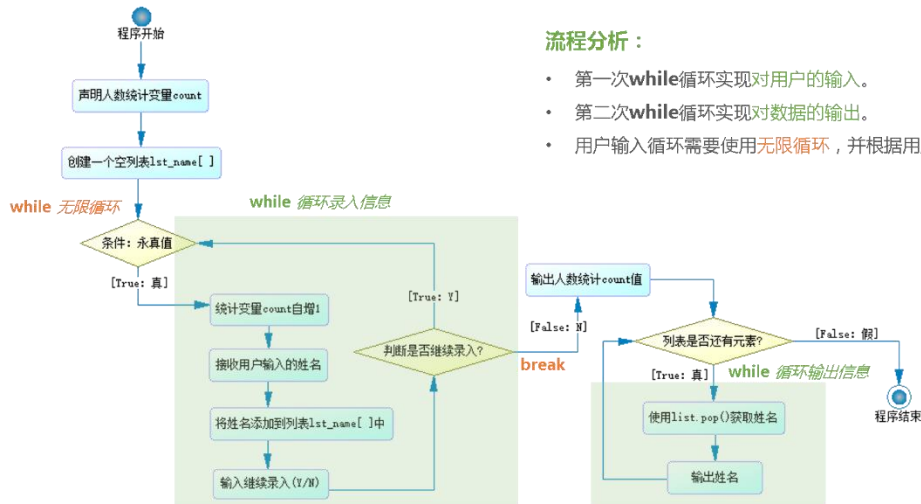 程序开始
声明人数统计变量count
创建一个空列表lst_name[ ]
while 无限循环
条件: 永真值
[True: 真]
while 循环录入信息
统计变量count自增1
接收用户输入的姓名
将姓名添加到列表lst_name[ ]中
输入继续录入(Y/N)
[True: Y]
判断是否继续录入?
[False: N]
break
输出人数统计count值
列表是否还有元素?
[False: 假]
[True: 真]
while 循环输出信息
使用list.pop()获取姓名
输出姓名
程序结束
流程分析：
• 第一次while循环实现对用户的输入。
• 第二次while循环实现对数据的输出。
• 用户输入循环需要使用无限循环，并根据用